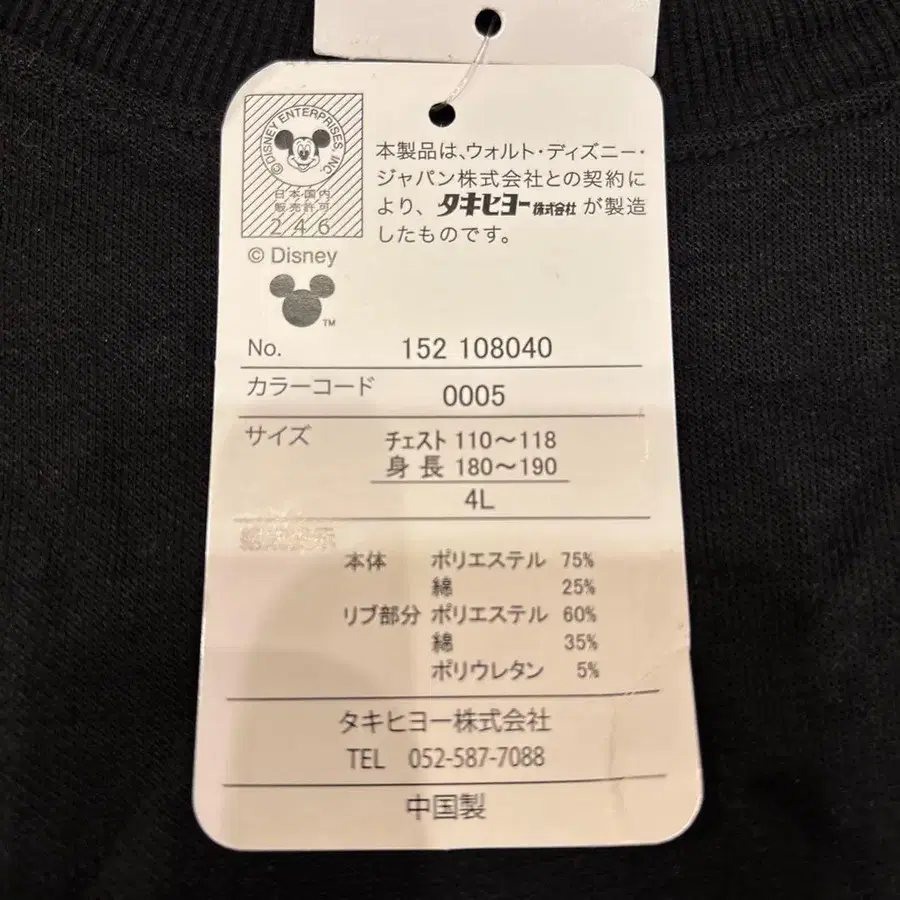 © DISNEY ENTERPRISES, INC.
日本国内
販売許可
246
© Disney
TM
本製品は、ウォルト・ディズニー・
ジャパン株式会社との契約に
より、タキヒヨー株式会社が製造
したものです。
No. 152 108040
カラーコード 0005
サイズ チェスト 110〜118
身長 180〜190
4L
本体 ポリエステル 75%
綿 25%
リブ部分 ポリエステル 60%
綿 35%
ポリウレタン 5%
タキヒヨー株式会社
TEL 052-587-7088
中国製